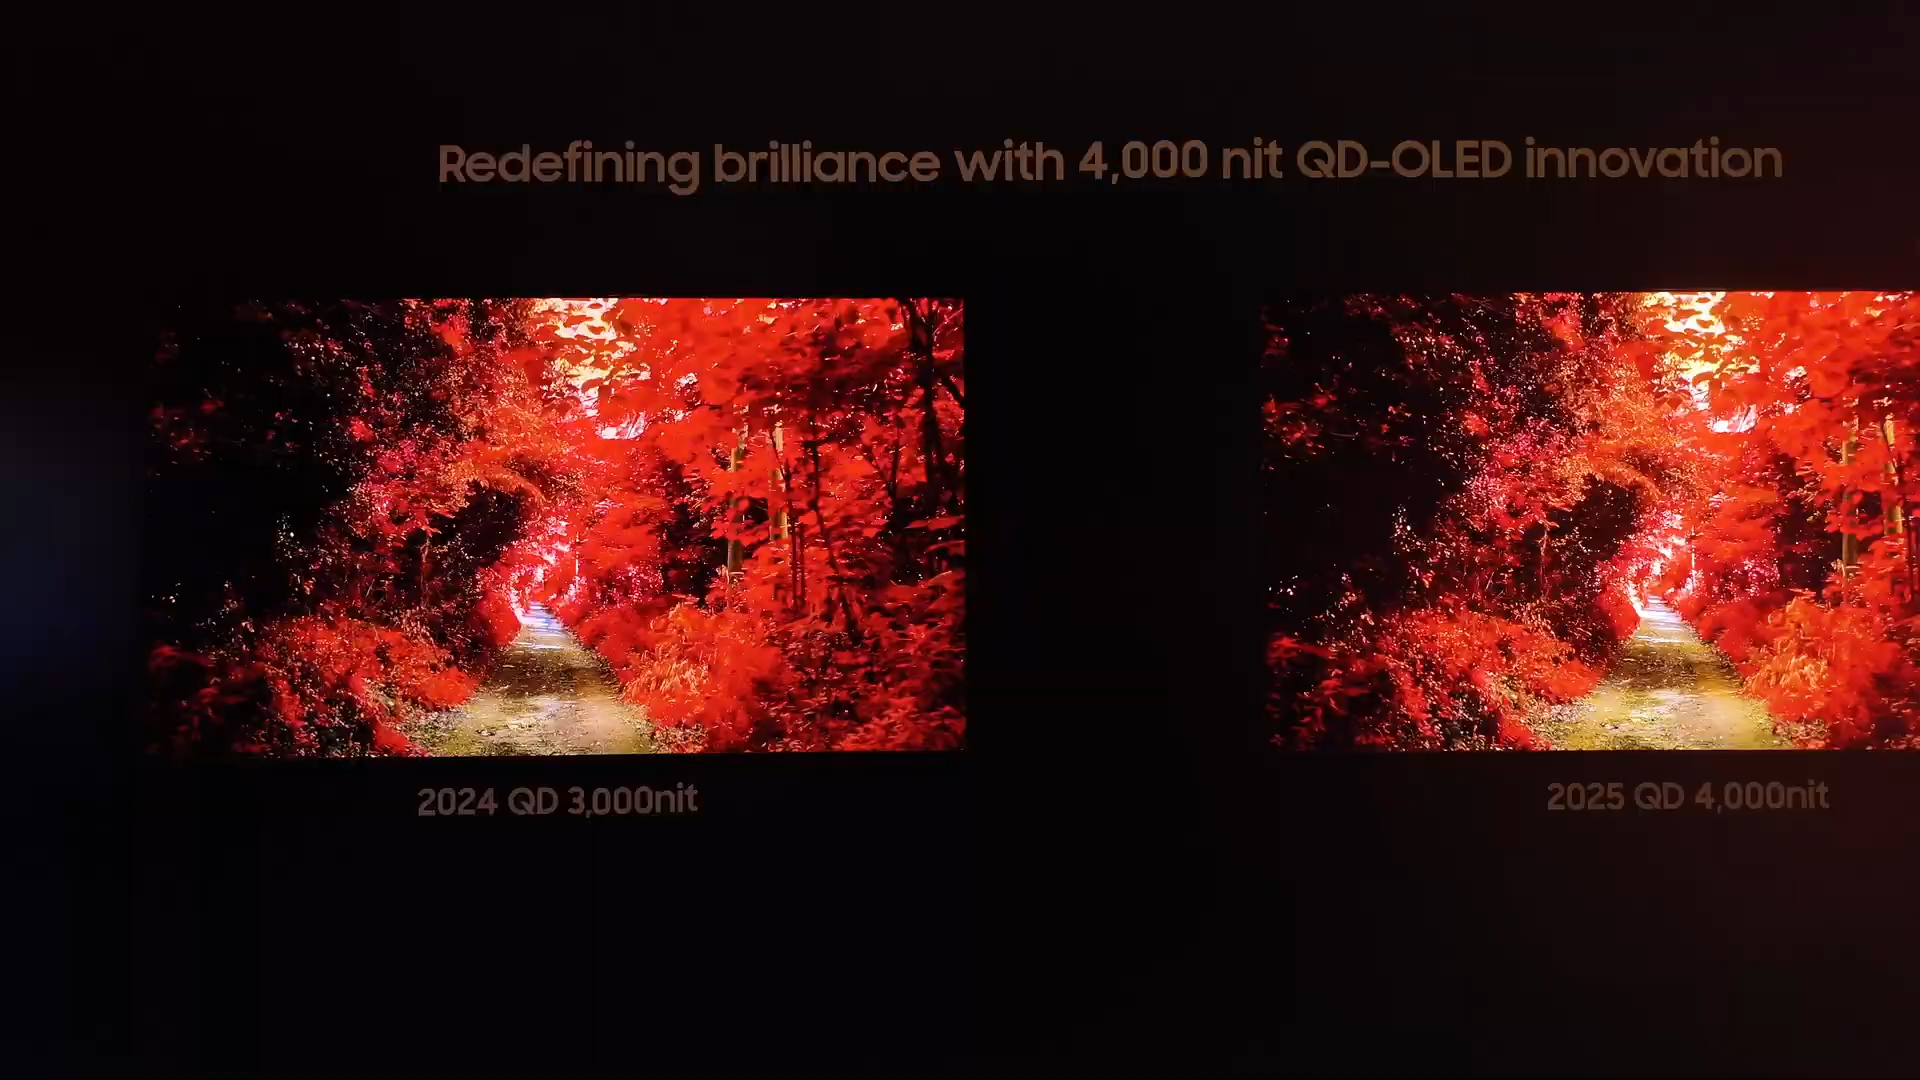 Redefining brilliance with 4,000 nit QD-OLED innovation
2024 QD 3,000nit
2025 QD 4,000nit